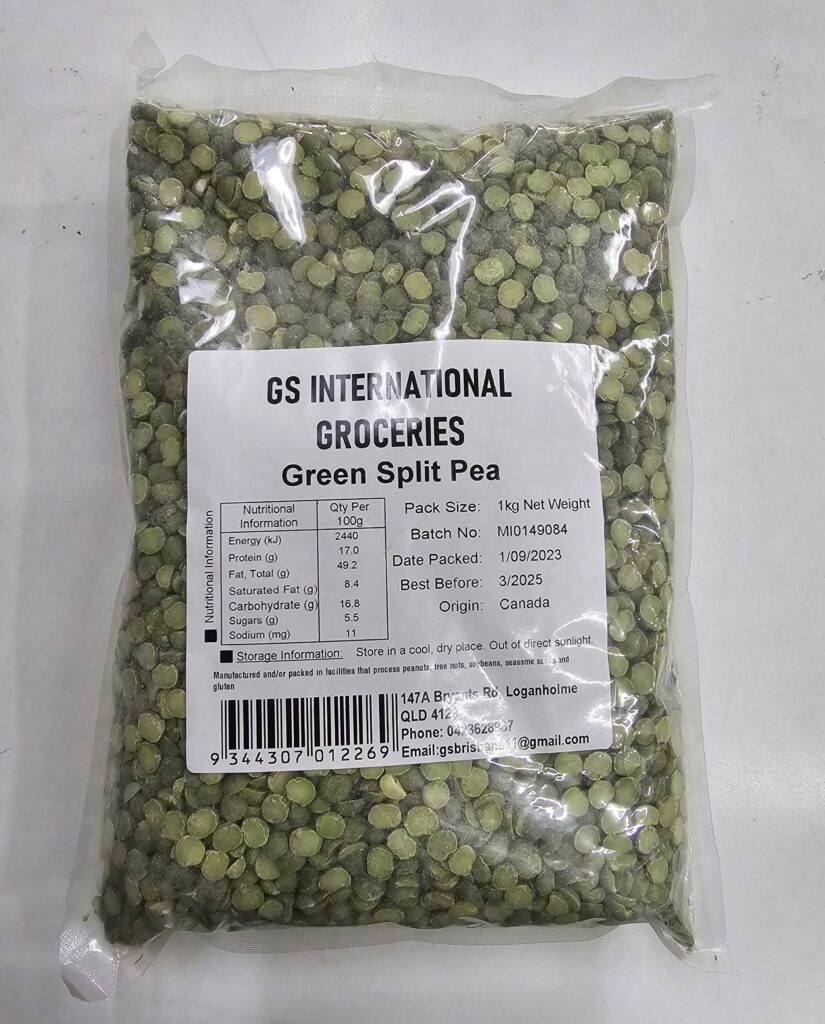 GS INTERNATIONAL
GROCERIES
Green Split Pea
Nutritional Information
Nutritional Information Qty Per 100g
Energy (kJ) 2440
Protein (g) 17.0
Fat, Total (g) 49.2
Saturated Fat (g) 8.4
Carbohydrate (g) 16.8
Sugars (g) 5.5
Sodium (mg) 11
Pack Size: 1kg Net Weight
Batch No: MI0149084
Date Packed: 1/09/2023
Best Before: 3/2025
Origin: Canada
Storage Information: Store in a cool, dry place. Out of direct sunlight.
Manufactured and/or packed in facilities that process peanuts, tree nuts, soybeans, seasame seeds and
gluten
147A Bryants Rd, Loganholme
QLD
Phone:
Email:gsbrisbane11@gmail.com
9 344307 012269